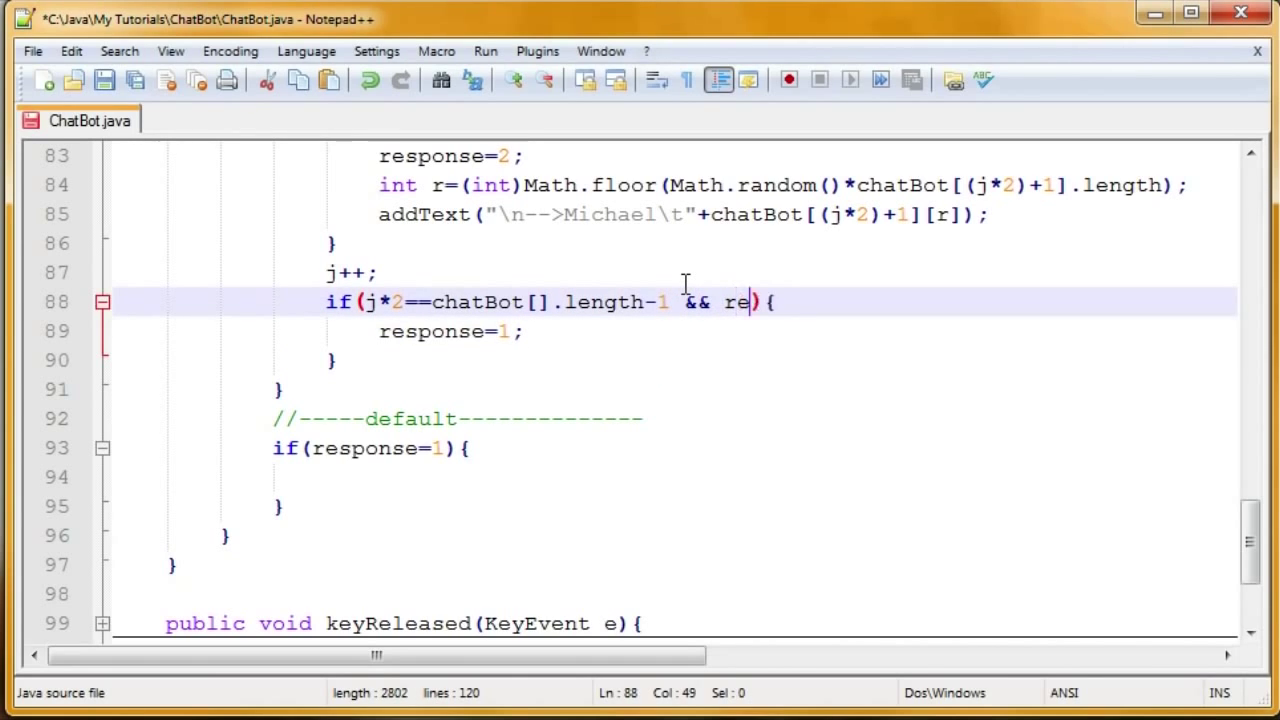 *C:\Java\My Tutorials\ChatBot\ChatBot.java - Notepad++
File Edit Search View Encoding Language Settings Macro Run Plugins Window ? X
ABC
ChatBot.java
83 response=2;
84 int r=(int)Math.floor(Math.random()*chatBot[(j*2)+1].length);
85 addText("\n-->Michael\t"+chatBot[(j*2)+1][r]);
86 }
87 j++;
88 if(j*2==chatBot[].length-1 && re){
89 response=1;
90 }
91 }
92 //-----default--------------
93 if(response=1){
94
95 }
96 }
97 }
98
99 public void keyReleased(KeyEvent e){
Java source file length : 2802 lines : 120 Ln : 88 Col : 49 Sel : 0 Dos\Windows ANSI INS